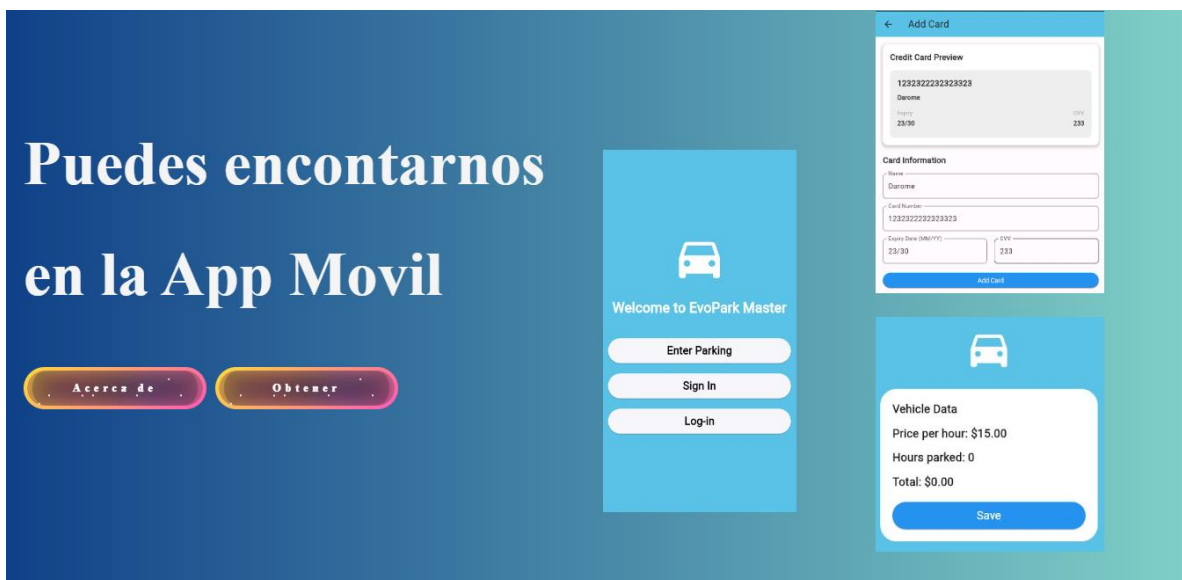 Puedes encontarnos
en la App Movil
Acerca de
Obtener
Welcome to EvoPark Master
Enter Parking
Sign In
Log-in
Add Card
Credit Card Preview
1232322232323323
Darome
Expiry
CVV
23/30
233
Card Information
Name
Darome
Card Number
1232322232323323
Expiry Date (MM/YY)
CVV
23/30
233
Add Card
Vehicle Data
Price per hour: $15.00
Hours parked: 0
Total: $0.00
Save